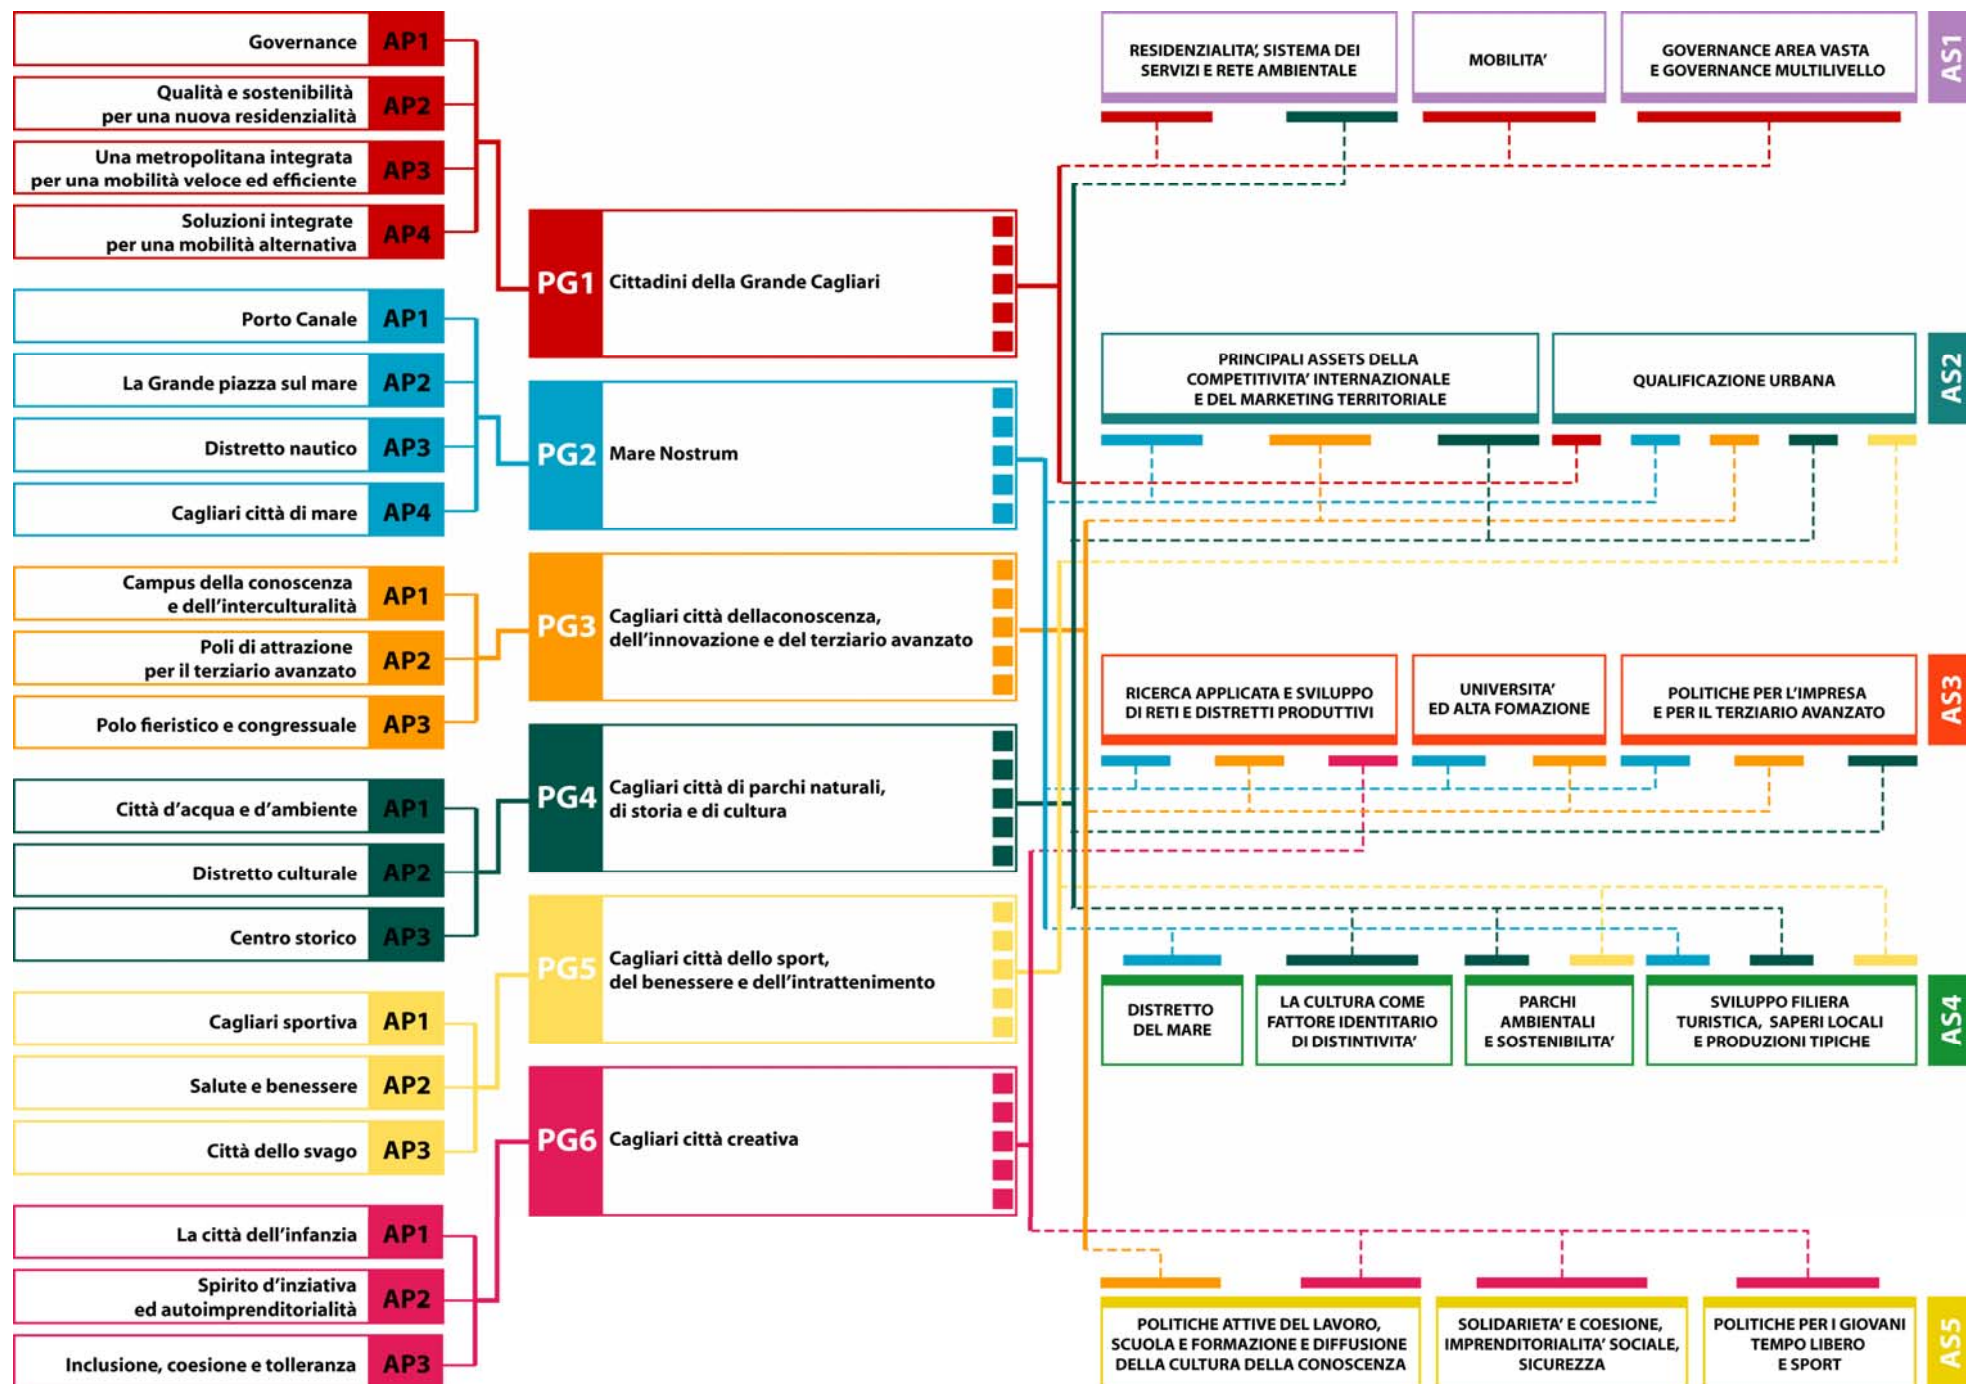 Governance
AP1
Qualità e sostenibilità
per una nuova residenzialità
AP2
Una metropolitana integrata
per una mobilità veloce ed efficiente
AP3
Soluzioni integrate
per una mobilità alternativa
AP4
Porto Canale
AP1
La Grande piazza sul mare
AP2
Distretto nautico
AP3
Cagliari città di mare
AP4
Campus della conoscenza
e dell'interculturalità
AP1
Poli di attrazione
per il terziario avanzato
AP2
Polo fieristico e congressuale
AP3
Città d'acqua e d'ambiente
AP1
Distretto culturale
AP2
Centro storico
AP3
Cagliari sportiva
AP1
Salute e benessere
AP2
Città dello svago
AP3
La città dell'infanzia
AP1
Spirito d'inziativa
ed autoimprenditorialità
AP2
Inclusione, coesione e tolleranza
AP3
PG1
Cittadini della Grande Cagliari
PG2
Mare Nostrum
PG3
Cagliari città dellaconoscenza,
dell'innovazione e del terziario avanzato
PG4
Cagliari città di parchi naturali,
di storia e di cultura
PG5
Cagliari città dello sport,
del benessere e dell'intrattenimento
PG6
Cagliari città creativa
RESIDENZIALITA', SISTEMA DEI
SERVIZI E RETE AMBIENTALE
MOBILITA'
GOVERNANCE AREA VASTA
E GOVERNANCE MULTILIVELLO
AS1
PRINCIPALI ASSETS DELLA
COMPETITIVITA' INTERNAZIONALE
E DEL MARKETING TERRITORIALE
QUALIFICAZIONE URBANA
AS2
RICERCA APPLICATA E SVILUPPO
DI RETI E DISTRETTI PRODUTTIVI
UNIVERSITA'
ED ALTA FOMAZIONE
POLITICHE PER L'IMPRESA
E PER IL TERZIARIO AVANZATO
AS3
DISTRETTO
DEL MARE
LA CULTURA COME
FATTORE IDENTITARIO
DI DISTINTIVITA'
PARCHI
AMBIENTALI
E SOSTENIBILITA'
SVILUPPO FILIERA
TURISTICA, SAPERI LOCALI
E PRODUZIONI TIPICHE
AS4
POLITICHE ATTIVE DEL LAVORO,
SCUOLA E FORMAZIONE E DIFFUSIONE
DELLA CULTURA DELLA CONOSCENZA
SOLIDARIETA' E COESIONE,
IMPRENDITORIALITA' SOCIALE,
SICUREZZA
POLITICHE PER I GIOVANI
TEMPO LIBERO
E SPORT
AS5